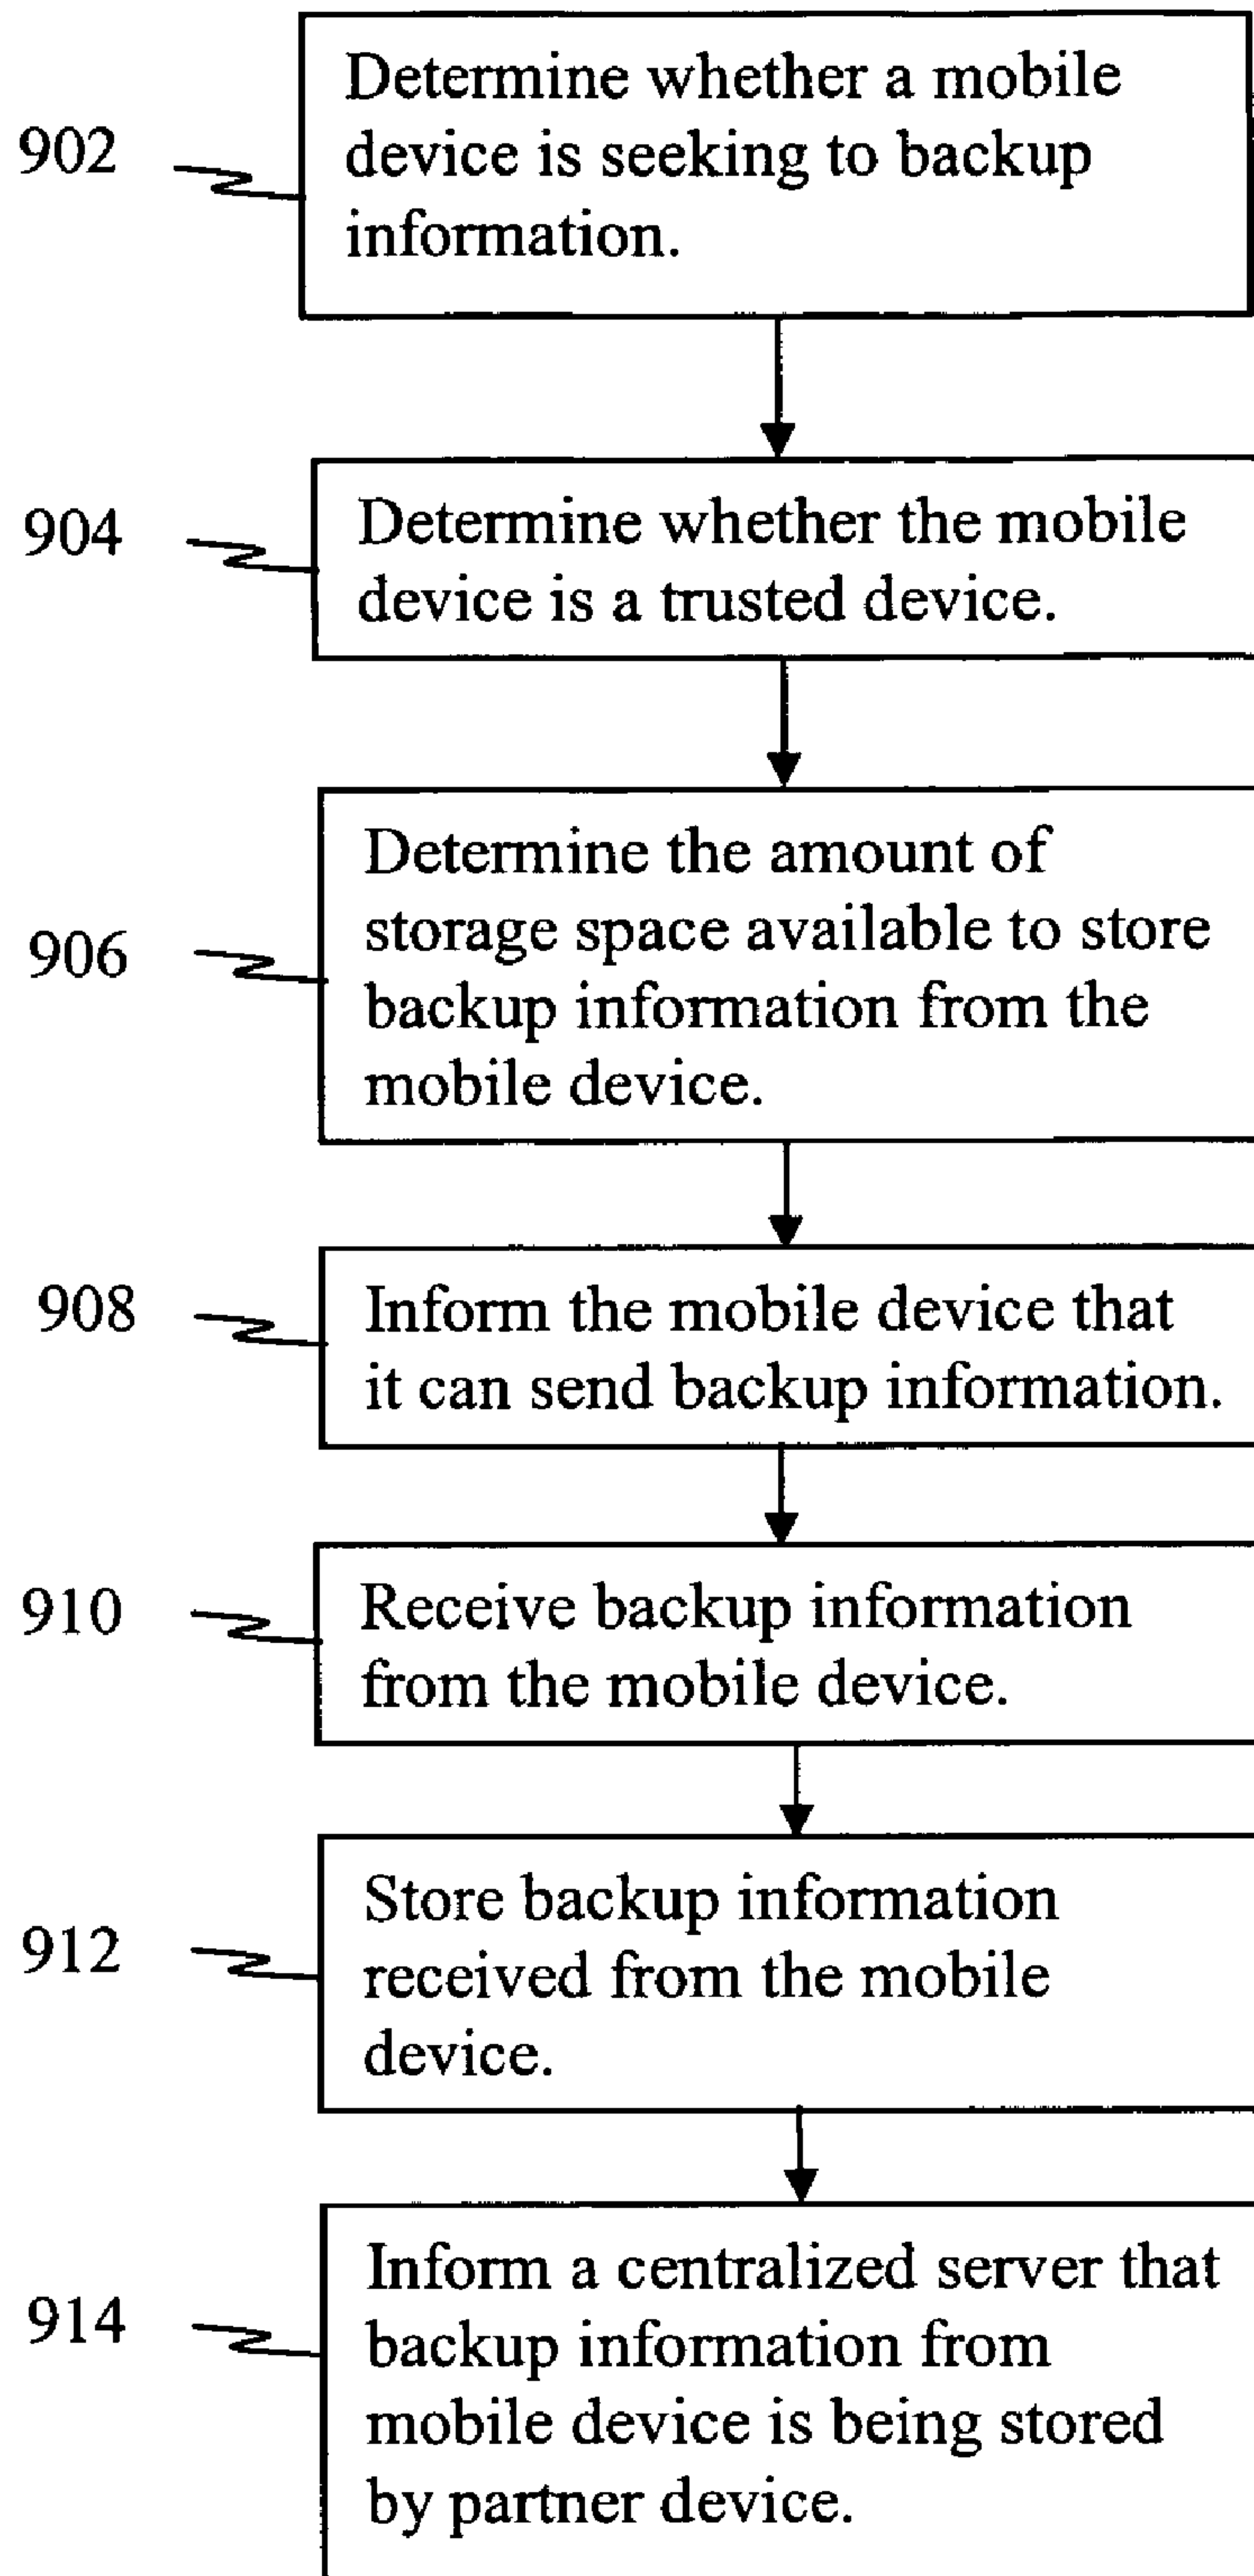 902
Determine whether a mobile
device is seeking to backup
information.
904
Determine whether the mobile
device is a trusted device.
906
Determine the amount of
storage space available to store
backup information from the
mobile device.
908
Inform the mobile device that
it can send backup information.
910
Receive backup information
from the mobile device.
912
Store backup information
received from the mobile
device.
914
Inform a centralized server that
backup information from
mobile device is being stored
by partner device.